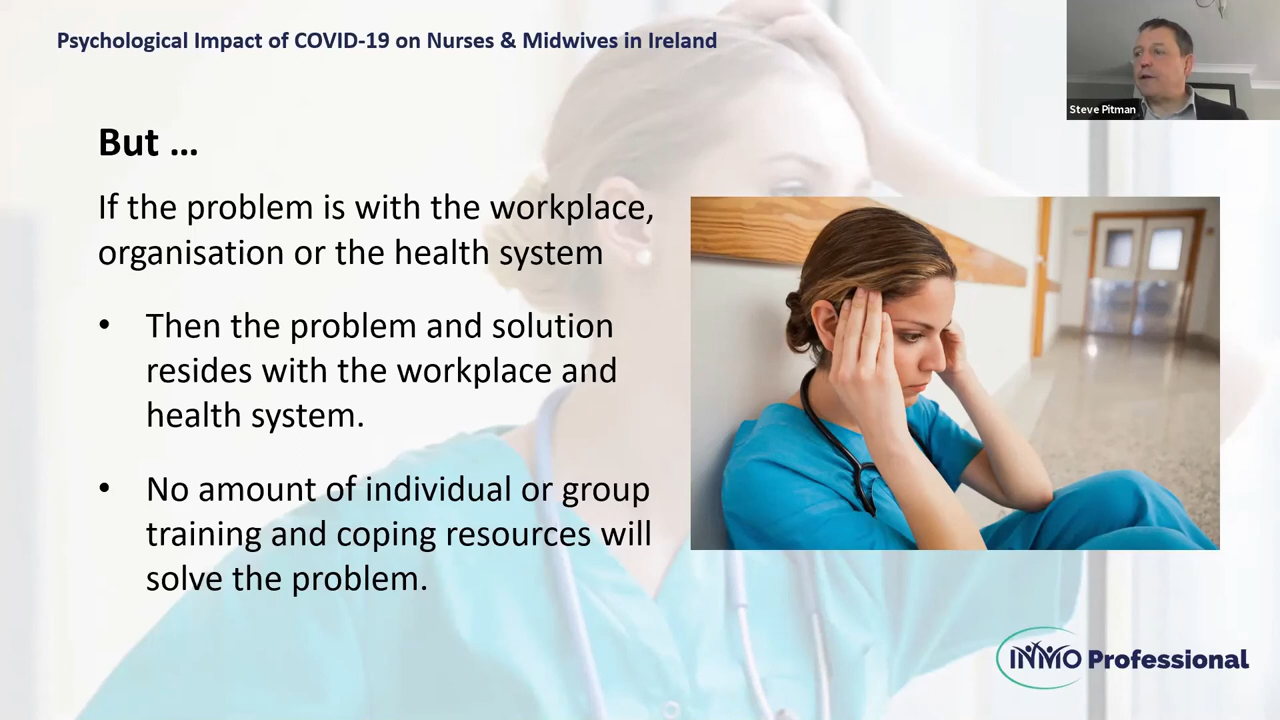 Psychological Impact of COVID-19 on Nurses & Midwives in Ireland
Steve Pitman
But ...
If the problem is with the workplace,
organisation or the health system
• Then the problem and solution
resides with the workplace and
health system.
• No amount of individual or group
training and coping resources will
solve the problem.
INMO Professional